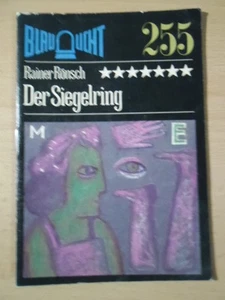 BLAULICHT 255
Rainer Rönsch
Der Siegelring
M E